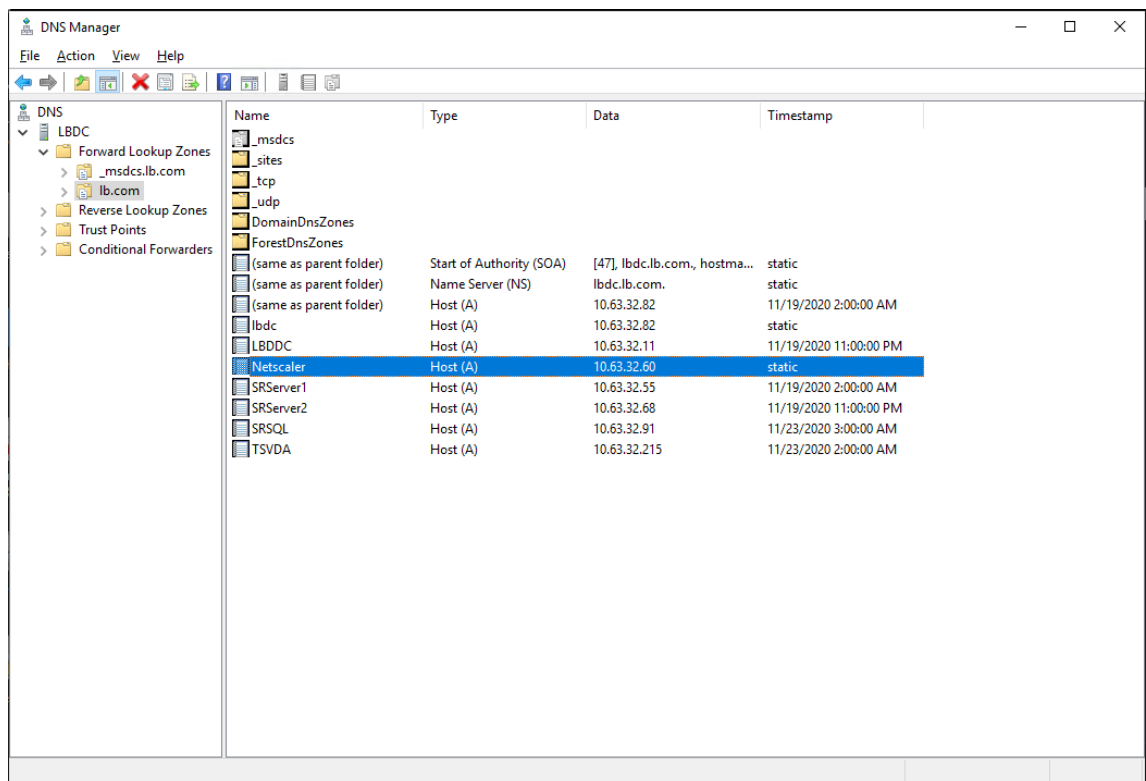 DNS Manager
File Action View Help
DNS
LBDC
Forward Lookup Zones
_msdcs.lb.com
lb.com
Reverse Lookup Zones
Trust Points
Conditional Forwarders
Name Type Data Timestamp
_msdcs
_sites
_tcp
_udp
DomainDnsZones
ForestDnsZones
(same as parent folder) Start of Authority (SOA) [47], lbdc.lb.com., hostma... static
(same as parent folder) Name Server (NS) lbdc.lb.com. static
(same as parent folder) Host (A) 10.63.32.82 11/19/2020 2:00:00 AM
lbdc Host (A) 10.63.32.82 static
LBDDC Host (A) 10.63.32.11 11/19/2020 11:00:00 PM
Netscaler Host (A) 10.63.32.60 static
SRServer1 Host (A) 10.63.32.55 11/19/2020 2:00:00 AM
SRServer2 Host (A) 10.63.32.68 11/19/2020 11:00:00 PM
SRSQL Host (A) 10.63.32.91 11/23/2020 3:00:00 AM
TSVDA Host (A) 10.63.32.215 11/23/2020 2:00:00 AM